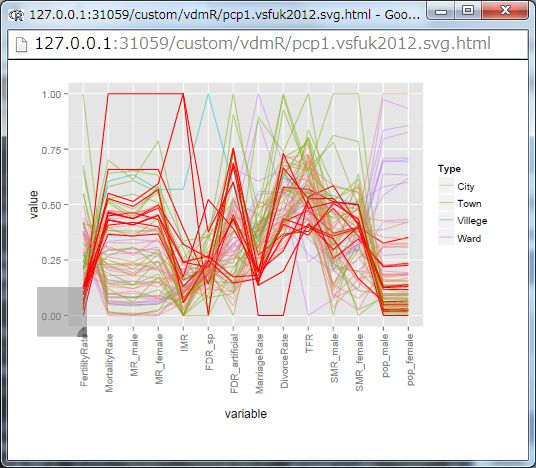 127.0.0.1:31059/custom/vdmR/pcp1.vsfuk2012.svg.html - Goo...
127.0.0.1:31059/custom/vdmR/pcp1.vsfuk2012.svg.html
1.00
0.75
0.50
0.25
0.00
value
FertilityRate
MortalityRate
MR_male
MR_female
IMR
FDR_sp
FDR_artificial
MarriageRate
DivorceRate
TFR
SMR_male
SMR_female
pop_male
pop_female
variable
Type
City
Town
Villege
Ward